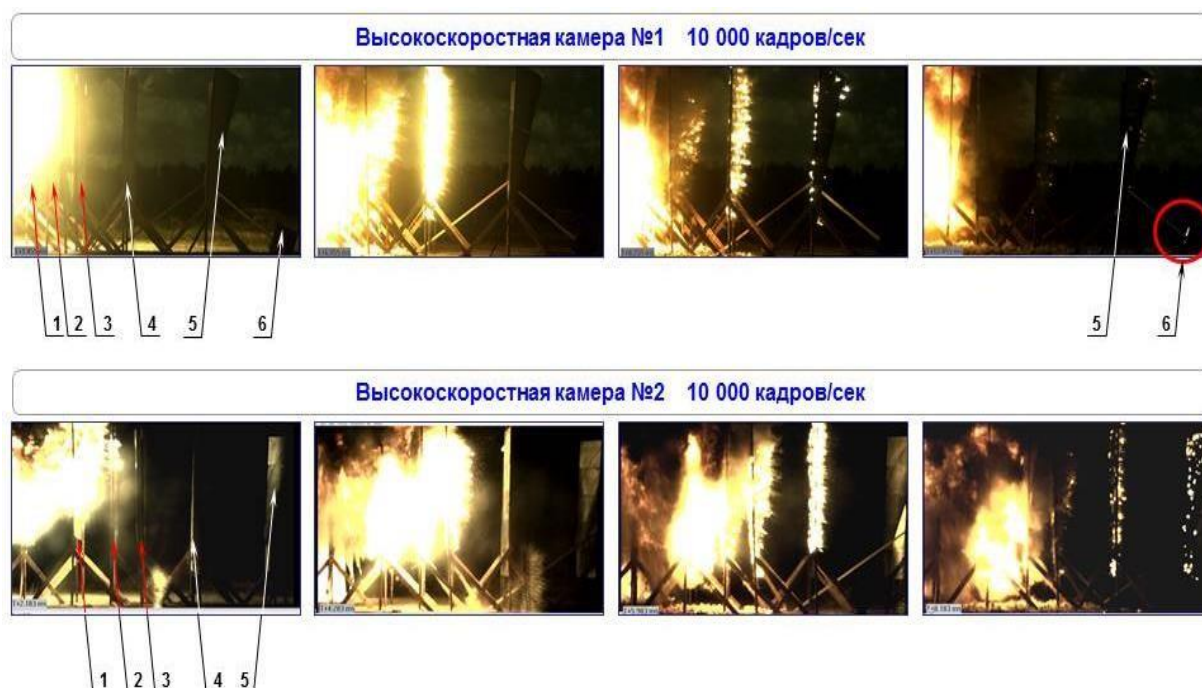 Высокоскоростная камера №1 10 000 кадров/сек
1 2 3 4 5 6
5 6
Высокоскоростная камера №2 10 000 кадров/сек
1 2 3 4 5